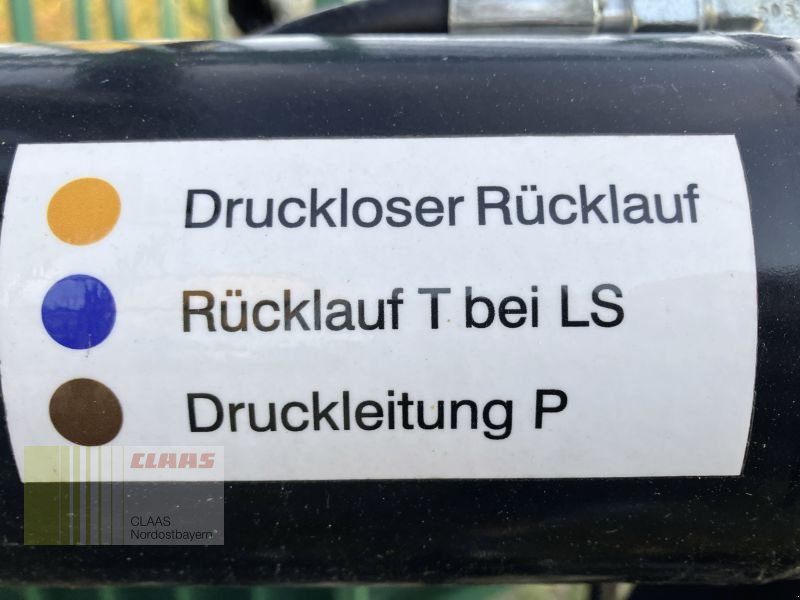 Druckloser Rücklauf
Rücklauf T bei LS
Druckleitung P
CLAAS
CLAAS
Nordostbayern